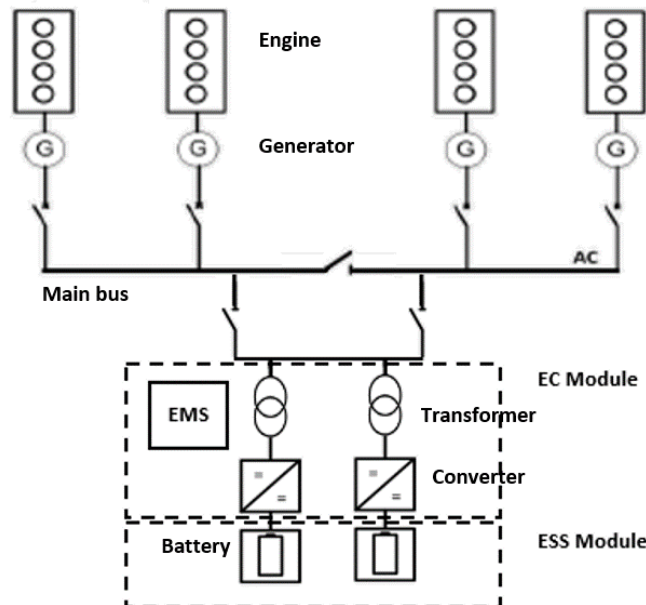 Engine
G
G
G
G
Generator
AC
Main bus
EC Module
EMS
Transformer
Converter
=
=
=
=
Battery
ESS Module